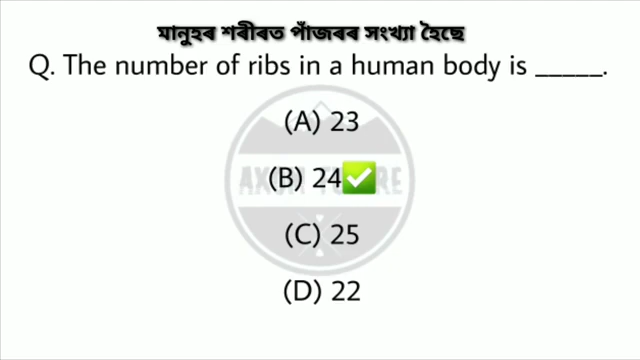 মানুহৰ শৰীৰত পাঁজৰৰ সংখ্যা হৈছে
Q. The number of ribs in a human body is _____.
(A) 23
(B) 24✅
(C) 25
(D) 22